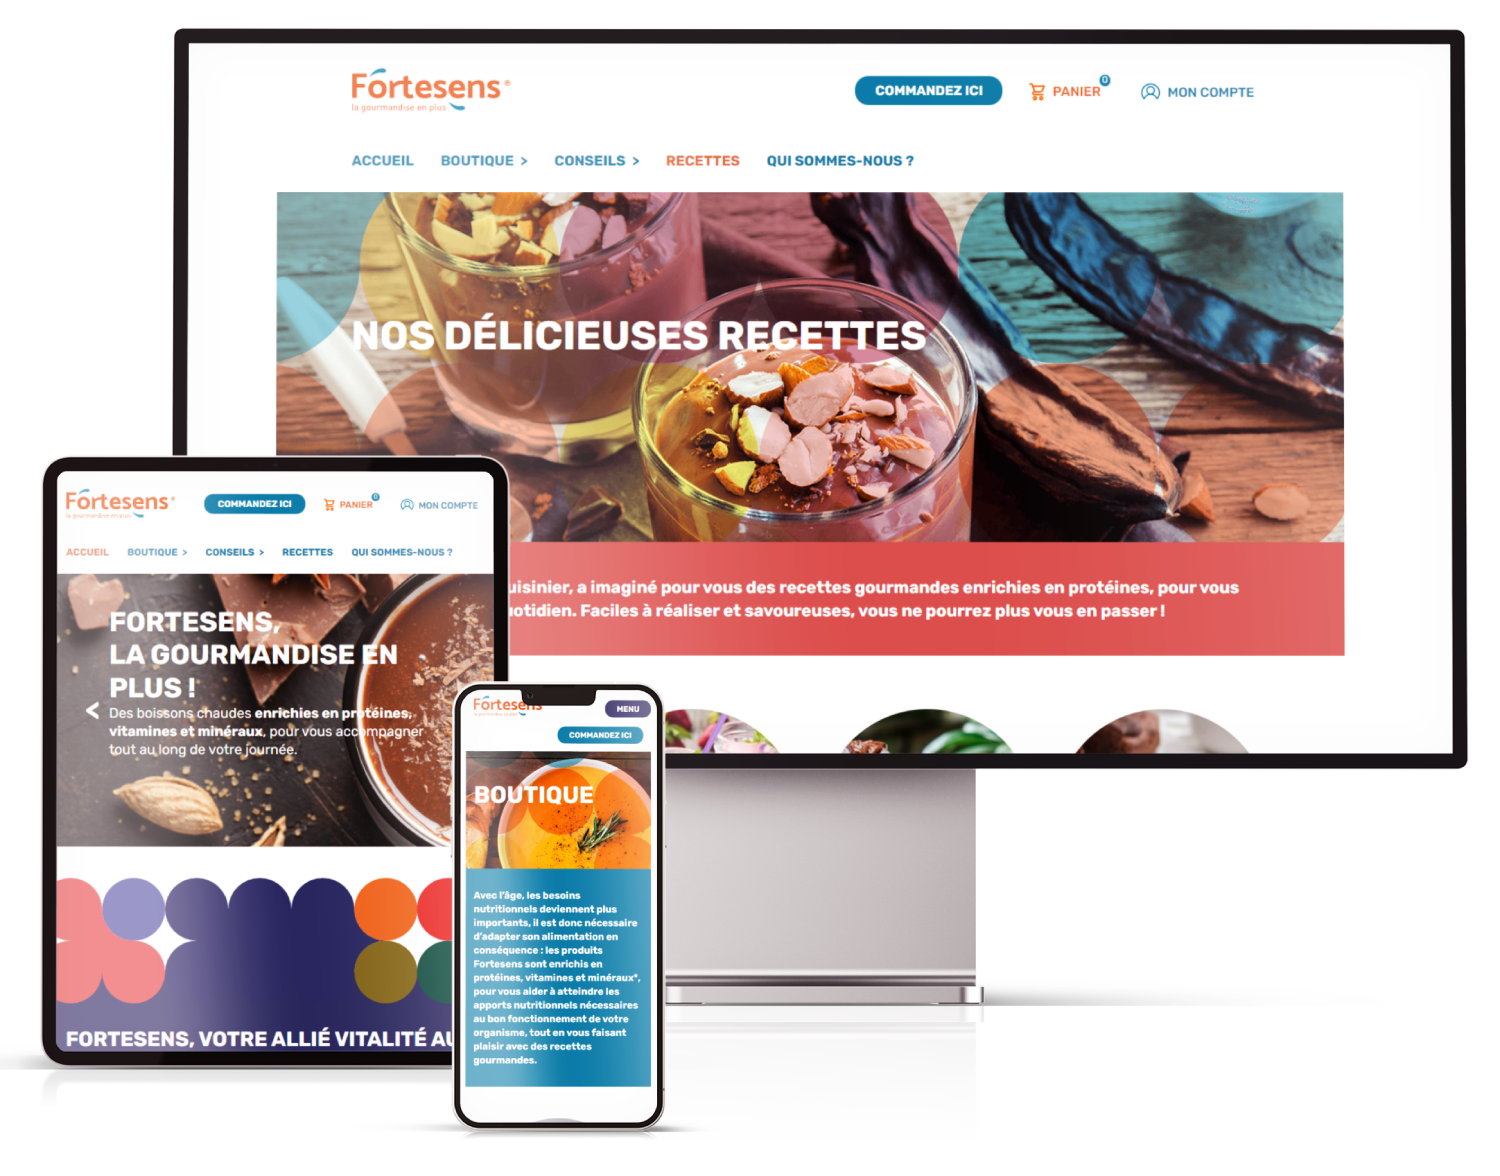 Fortesens®
la gourmandise en plus
COMMANDEZ ICI
PANIER 0
MON COMPTE
ACCUEIL BOUTIQUE > CONSEILS > RECETTES QUI SOMMES-NOUS ?
NOS DÉLICIEUSES RECETTES
uisinier, a imaginé pour vous des recettes gourmandes enrichies en protéines, pour vous
otidien. Faciles à réaliser et savoureuses, vous ne pourrez plus vous en passer !
Fortesens®
la gourmandise en plus
COMMANDEZ ICI
PANIER 0
MON COMPTE
ACCUEIL BOUTIQUE > CONSEILS > RECETTES QUI SOMMES-NOUS ?
FORTESENS,
LA GOURMANDISE EN
PLUS !
<
Des boissons chaudes enrichies en protéines,
vitamines et minéraux, pour vous accompagner
tout au long de votre journée.
FORTESENS, VOTRE ALLIÉ VITALITÉ AU
Fortesens
MENU
COMMANDEZ ICI
BOUTIQUE
Avec l'âge, les besoins
nutritionnels deviennent plus
importants, il est donc nécessaire
d'adapter son alimentation en
conséquence : les produits
Fortesens sont enrichis en
protéines, vitamines et minéraux*,
pour vous aider à atteindre les
apports nutritionnels nécessaires
au bon fonctionnement de votre
organisme, tout en vous faisant
plaisir avec des recettes
gourmandes.